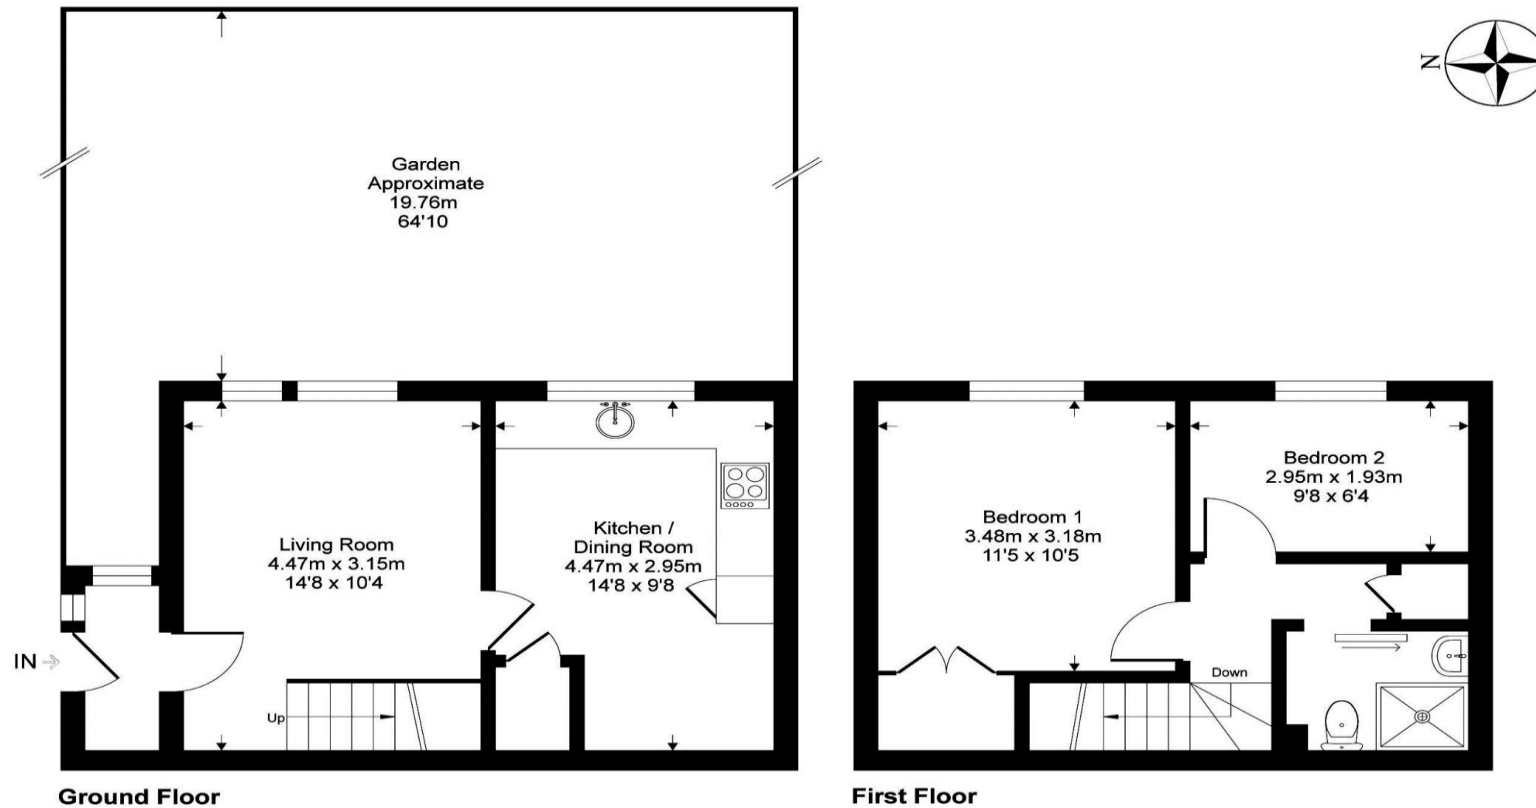 N
Garden
Approximate
19.76m
64'10
Living Room
4.47m x 3.15m
14'8 x 10'4
Kitchen /
Dining Room
4.47m x 2.95m
14'8 x 9'8
IN
Up
Ground Floor
Bedroom 1
3.48m x 3.18m
11'5 x 10'5
Bedroom 2
2.95m x 1.93m
9'8 x 6'4
Down
First Floor